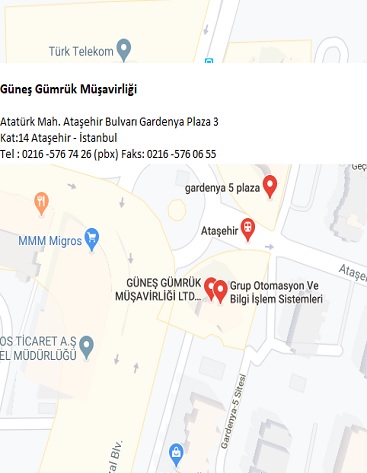 Türk Telekom
Güneş Gümrük Müşavirliği
Atatürk Mah. Ataşehir Bulvarı Gardenya Plaza 3
Kat:14 Ataşehir - İstanbul
Tel : 0216 -576 74 26 (pbx) Faks: 0216 -576 06 55
Geç
gardenya 5 plaza
Ataşehir
MMM Migros
Ataşe
GÜNEŞ GÜMRÜK
MÜŞAVİRLİĞİ LTD...
Grup Otomasyon Ve
Bilgi İşlem Sistemleri
OS TİCARET A.Ş
EL MÜDÜRLÜĞÜ
Gardenya-5 Sitesi
al Blv.